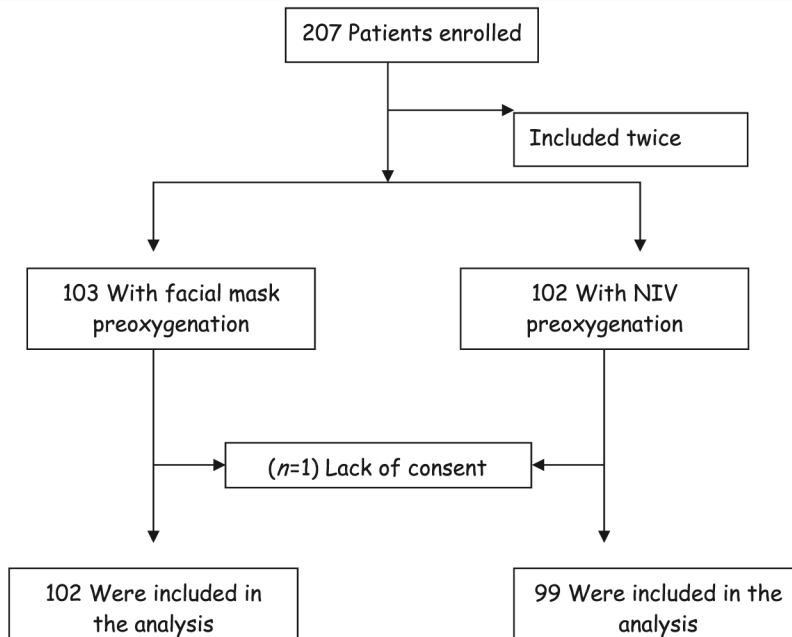 207 Patients enrolled
Included twice
103 With facial mask
preoxygenation
102 With NIV
preoxygenation
(n=1) Lack of consent
102 Were included in
the analysis
99 Were included in the
analysis